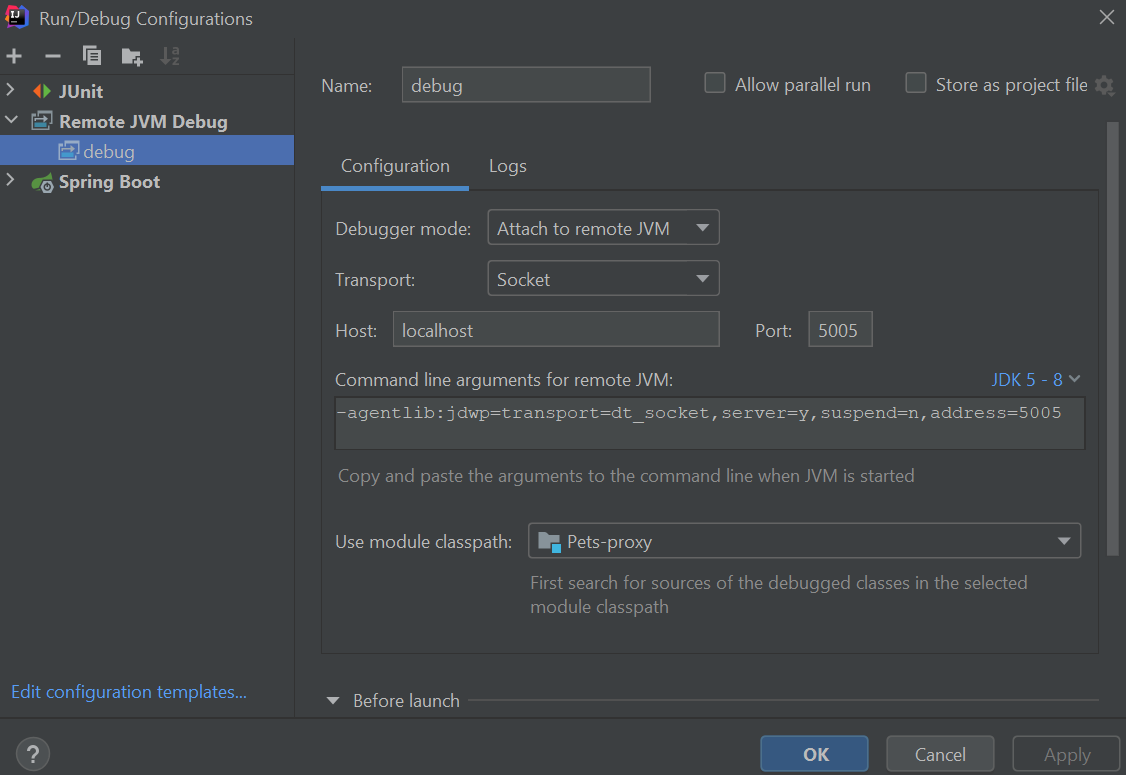 Run/Debug Configurations
JUnit
Remote JVM Debug
debug
Spring Boot
Edit configuration templates...
Name: debug
Allow parallel run
Store as project file
Configuration
Logs
Debugger mode: Attach to remote JVM
Transport: Socket
Host: localhost
Port: 5005
Command line arguments for remote JVM:
JDK 5 - 8
-agentlib:jdwp=transport=dt_socket,server=y,suspend=n,address=5005
Copy and paste the arguments to the command line when JVM is started
Use module classpath: Pets-proxy
First search for sources of the debugged classes in the selected
module classpath
Before launch
?
OK
Cancel
Apply